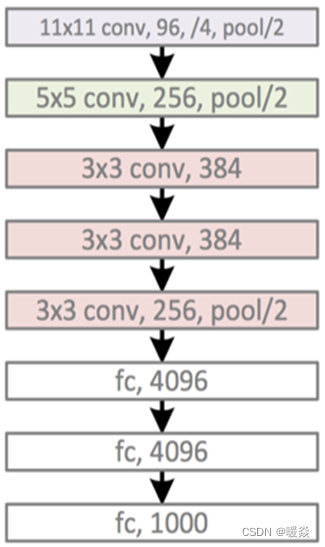 11x11 conv, 96, /4, pool/2
5x5 conv, 256, pool/2
3x3 conv, 384
3x3 conv, 384
3x3 conv, 256, pool/2
fc, 4096
fc, 4096
fc, 1000
CSDN @暖焱